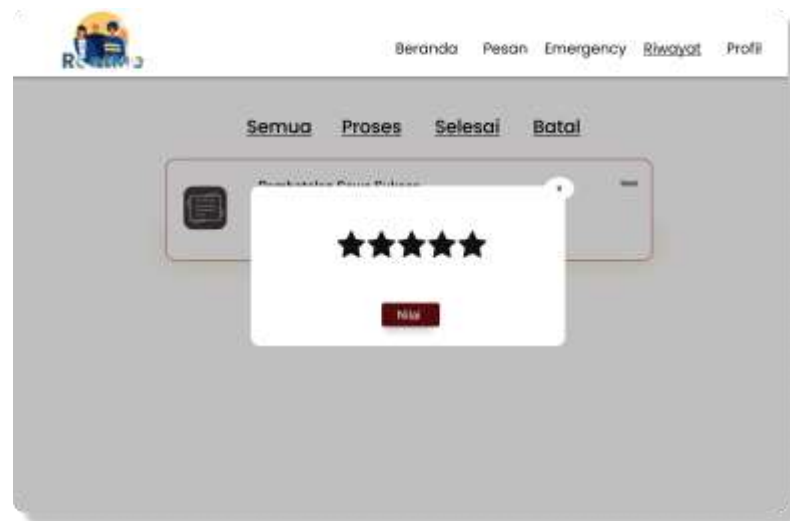 Beranda Pesan Emergency Riwayat Profil
Semua Proses Selesai Batal
x
Nilai